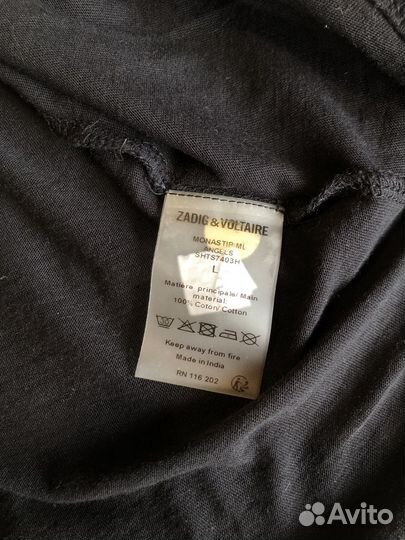 ZADIG & VOLTAIRE
MONASTIR ML
ANGELS
SHTS7403H
L
Matière principale/ Main
material:
100% Coton/ Cotton
Keep away from fire
Made in India
RN 116 202
Avito